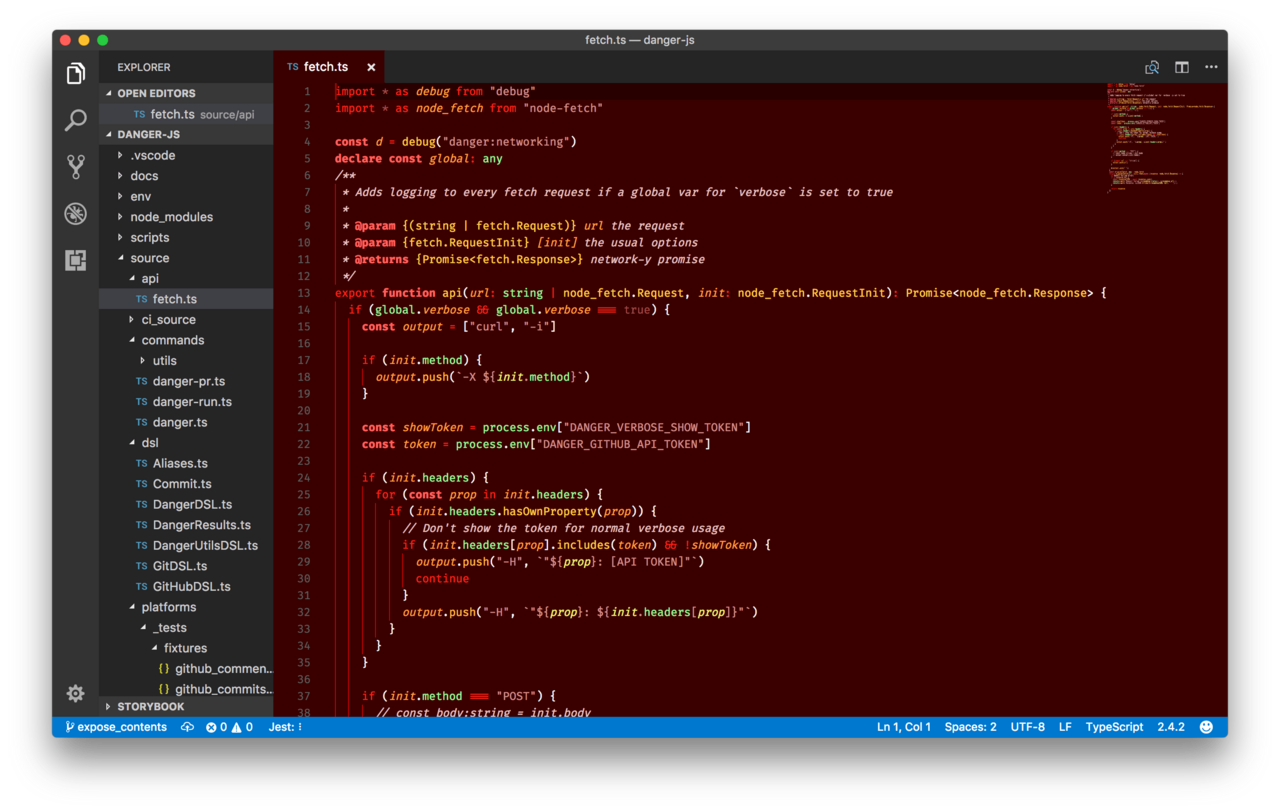 fetch.ts — danger-js
EXPLORER
OPEN EDITORS
TS fetch.ts source/api
DANGER-JS
.vscode
docs
env
node_modules
scripts
source
api
TS fetch.ts
ci_source
commands
utils
TS danger-pr.ts
TS danger-run.ts
TS danger.ts
dsl
TS Aliases.ts
TS Commit.ts
TS DangerDSL.ts
TS DangerResults.ts
TS DangerUtilsDSL.ts
TS GitDSL.ts
TS GitHubDSL.ts
platforms
_tests
fixtures
{} github_commen...
{} github_commits...
STORYBOOK
TS fetch.ts ×
1 import * as debug from "debug"
2 import * as node_fetch from "node-fetch"
3
4 const d = debug("danger:networking")
5 declare const global: any
6 /**
7 * Adds logging to every fetch request if a global var for `verbose` is set to true
8 *
9 * @param {(string | fetch.Request)} url the request
10 * @param {fetch.RequestInit} [init] the usual options
11 * @returns {Promise<fetch.Response>} network-y promise
12 */
13 export function api(url: string | node_fetch.Request, init: node_fetch.RequestInit): Promise<node_fetch.Response> {
14 if (global.verbose && global.verbose === true) {
15 const output = ["curl", "-i"]
16
17 if (init.method) {
18 output.push(`-X ${init.method}`)
19 }
20
21 const showToken = process.env["DANGER_VERBOSE_SHOW_TOKEN"]
22 const token = process.env["DANGER_GITHUB_API_TOKEN"]
23
24 if (init.headers) {
25 for (const prop in init.headers) {
26 if (init.headers.hasOwnProperty(prop)) {
27 // Don't show the token for normal verbose usage
28 if (init.headers[prop].includes(token) && !showToken) {
29 output.push("-H", `"${prop}: [API TOKEN]"`)
30 continue
31 }
32 output.push("-H", `"${prop}: ${init.headers[prop]}"`)
33 }
34 }
35 }
36
37 if (init.method === "POST") {
38 // const body:string = init.body
expose_contents 0 0 Jest: Ln 1, Col 1 Spaces: 2 UTF-8 LF TypeScript 2.4.2